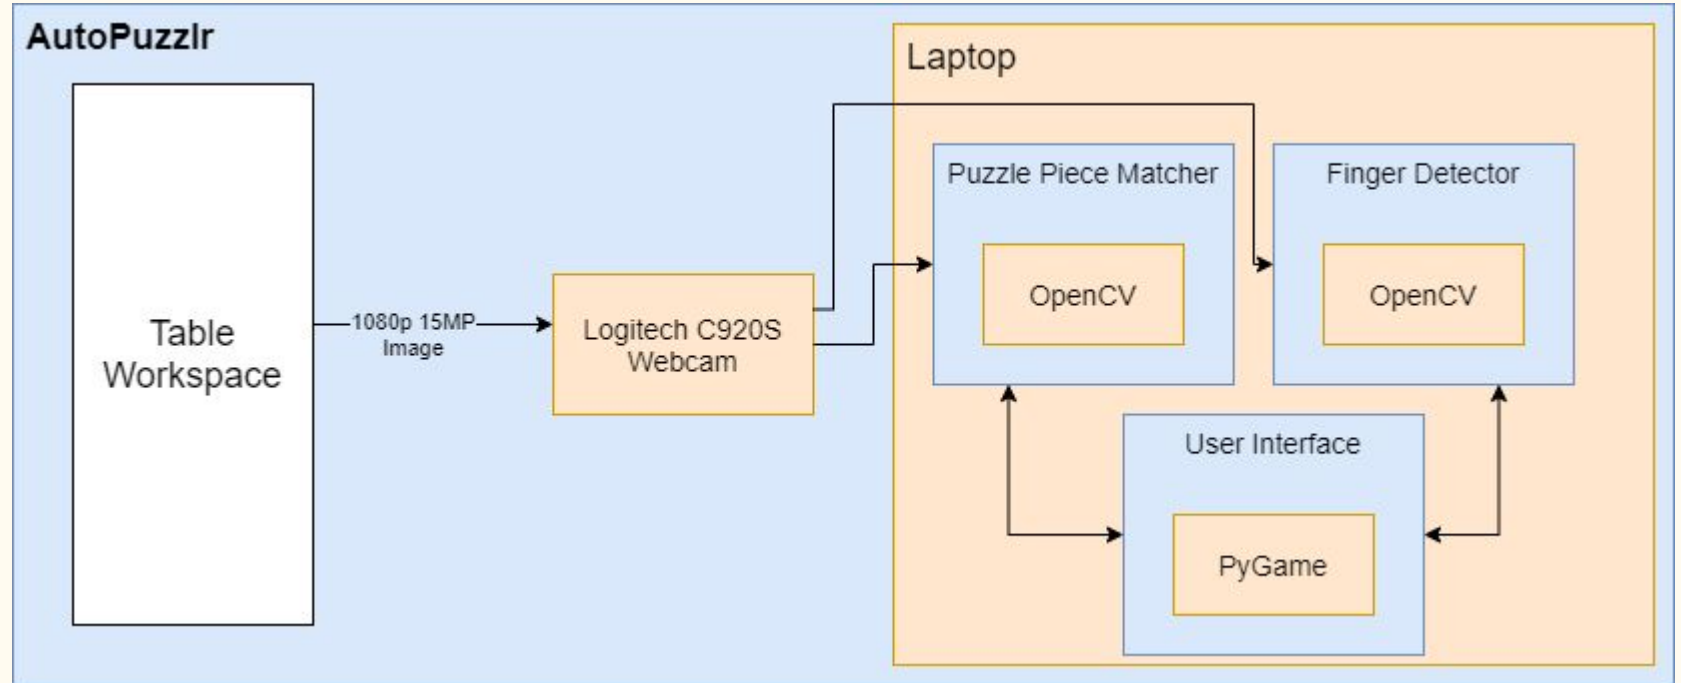 AutoPuzzlr
Laptop
Puzzle Piece Matcher
Finger Detector
OpenCV
OpenCV
Table
Workspace
1080p 15MP
Image
Logitech C920S
Webcam
User Interface
PyGame